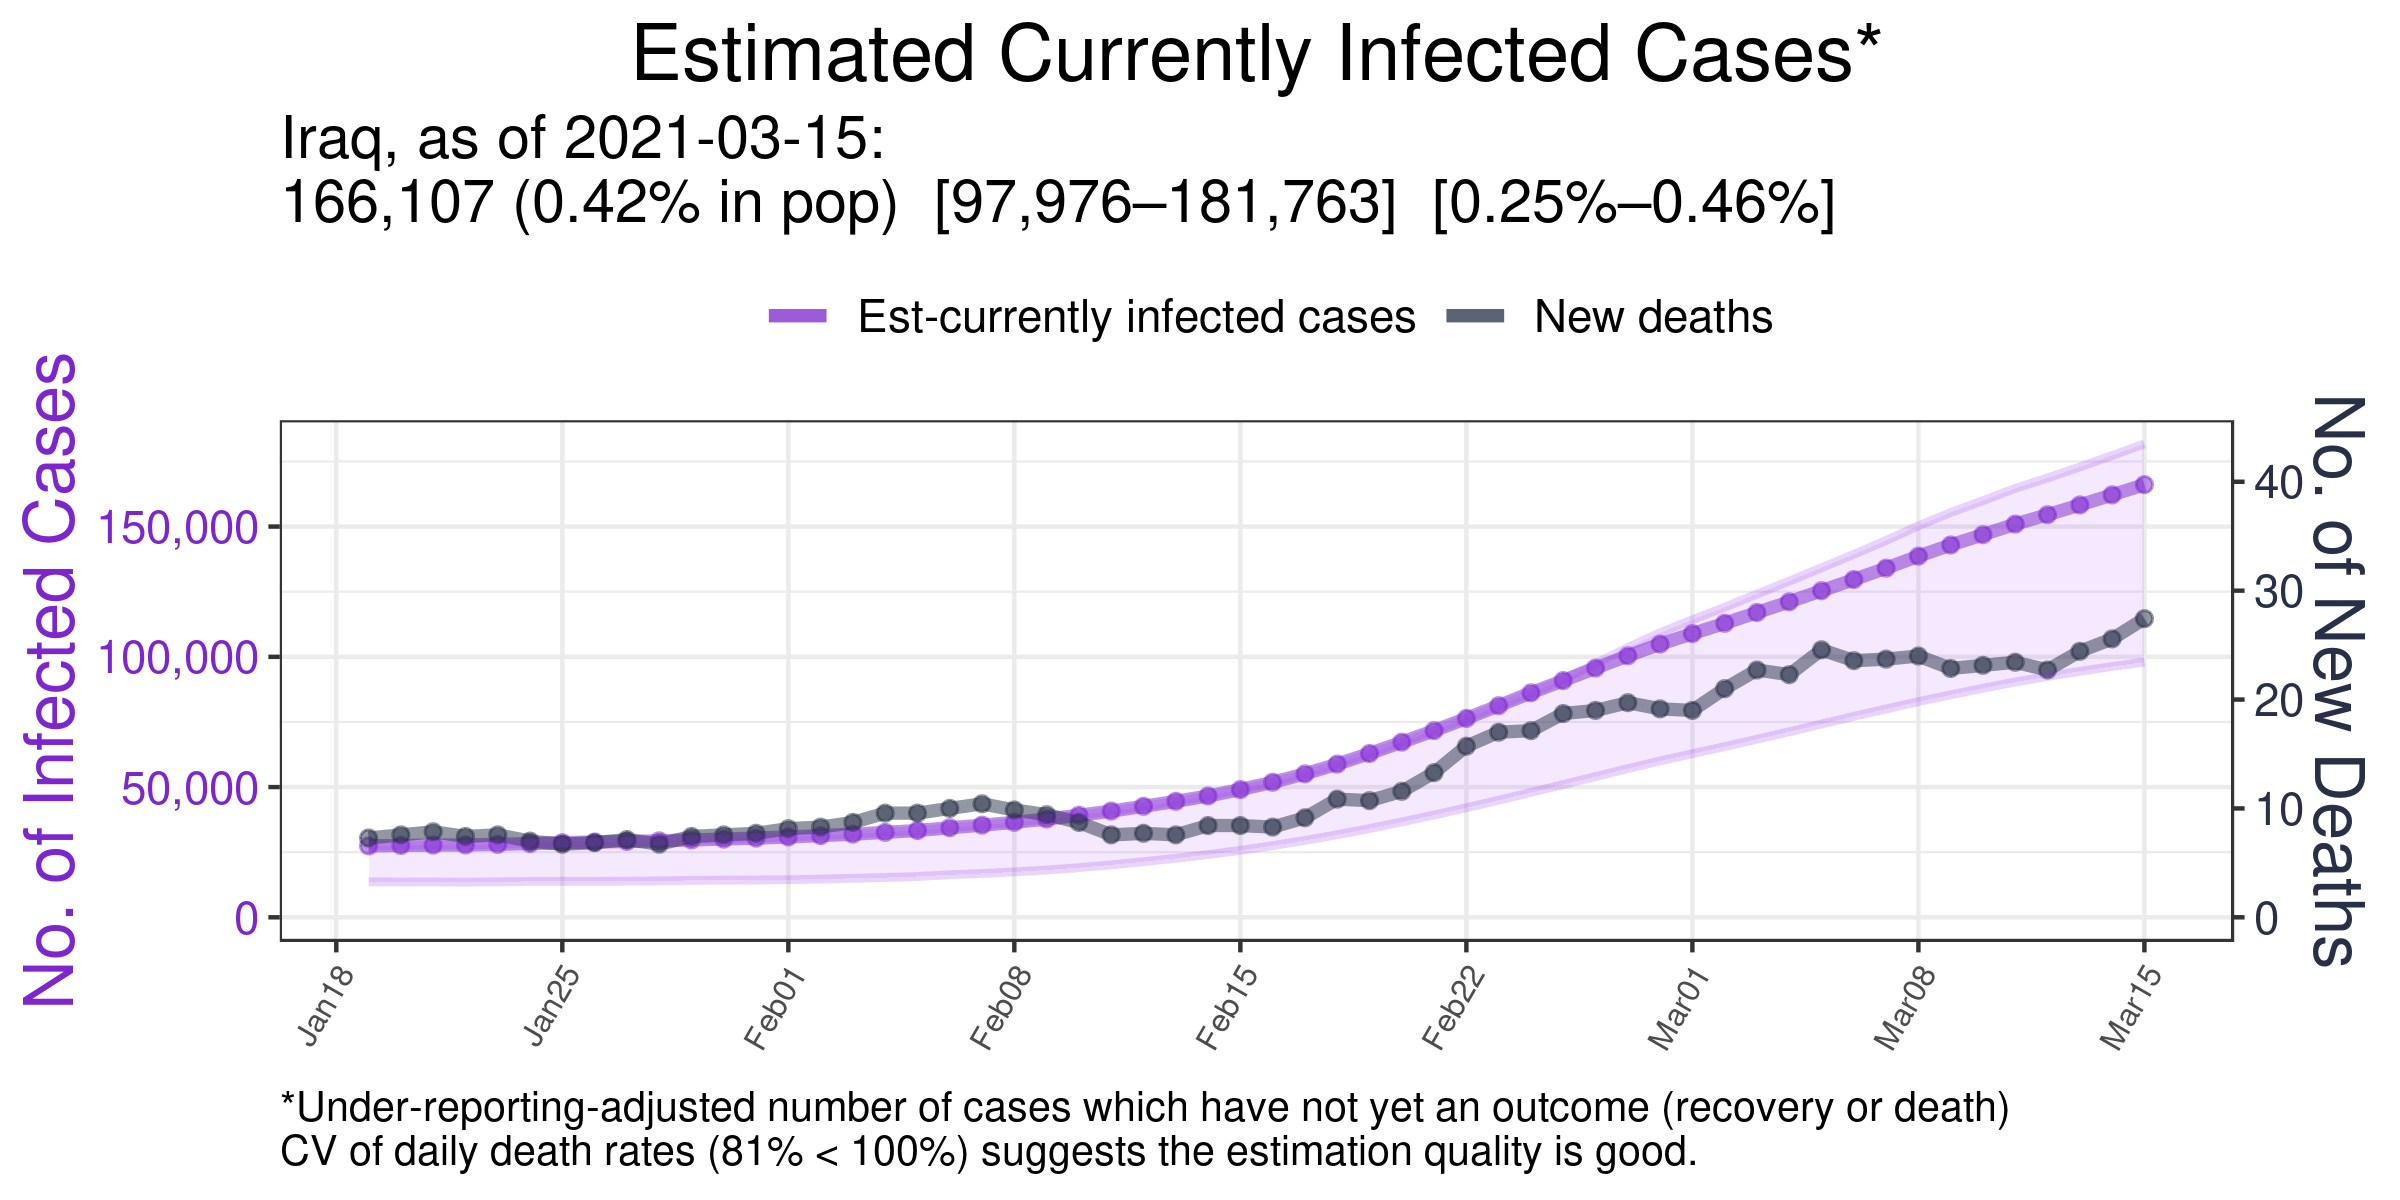 Estimated Currently Infected Cases*
Iraq, as of 2021-03-15:
166,107 (0.42% in pop)  [97,976–181,763]  [0.25%–0.46%]
Est-currently infected cases
New deaths
No. of Infected Cases
150,000
100,000
50,000
0
No. of New Deaths
40
30
20
10
0
Jan18
Jan25
Feb01
Feb08
Feb15
Feb22
Mar01
Mar08
Mar15
*Under-reporting-adjusted number of cases which have not yet an outcome (recovery or death)
CV of daily death rates (81% < 100%) suggests the estimation quality is good.